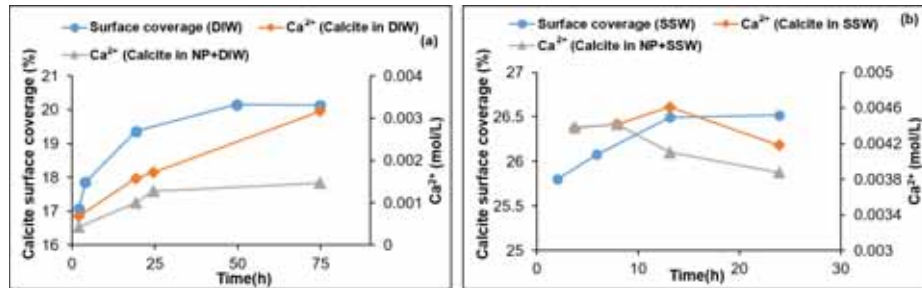 Surface coverage (DIW) Ca²⁺ (Calcite in DIW)
(a)
Ca²⁺ (Calcite in NP+DIW)
Calcite surface coverage (%)
21
20
19
18
17
16
0.004
0.003
0.002
0.001
0
Ca²⁺ (mol/L)
0 25 50 75
Time(h)
Surface coverage (SSW) Ca²⁺ (Calcite in SSW)
(b)
Ca²⁺ (Calcite in NP+SSW)
Calcite surface coverage (%)
27
26.5
26
25.5
25
0.005
0.0046
0.0042
0.0038
0.0034
0.003
Ca²⁺ (mol/L)
0 10 20 30
Time(h)